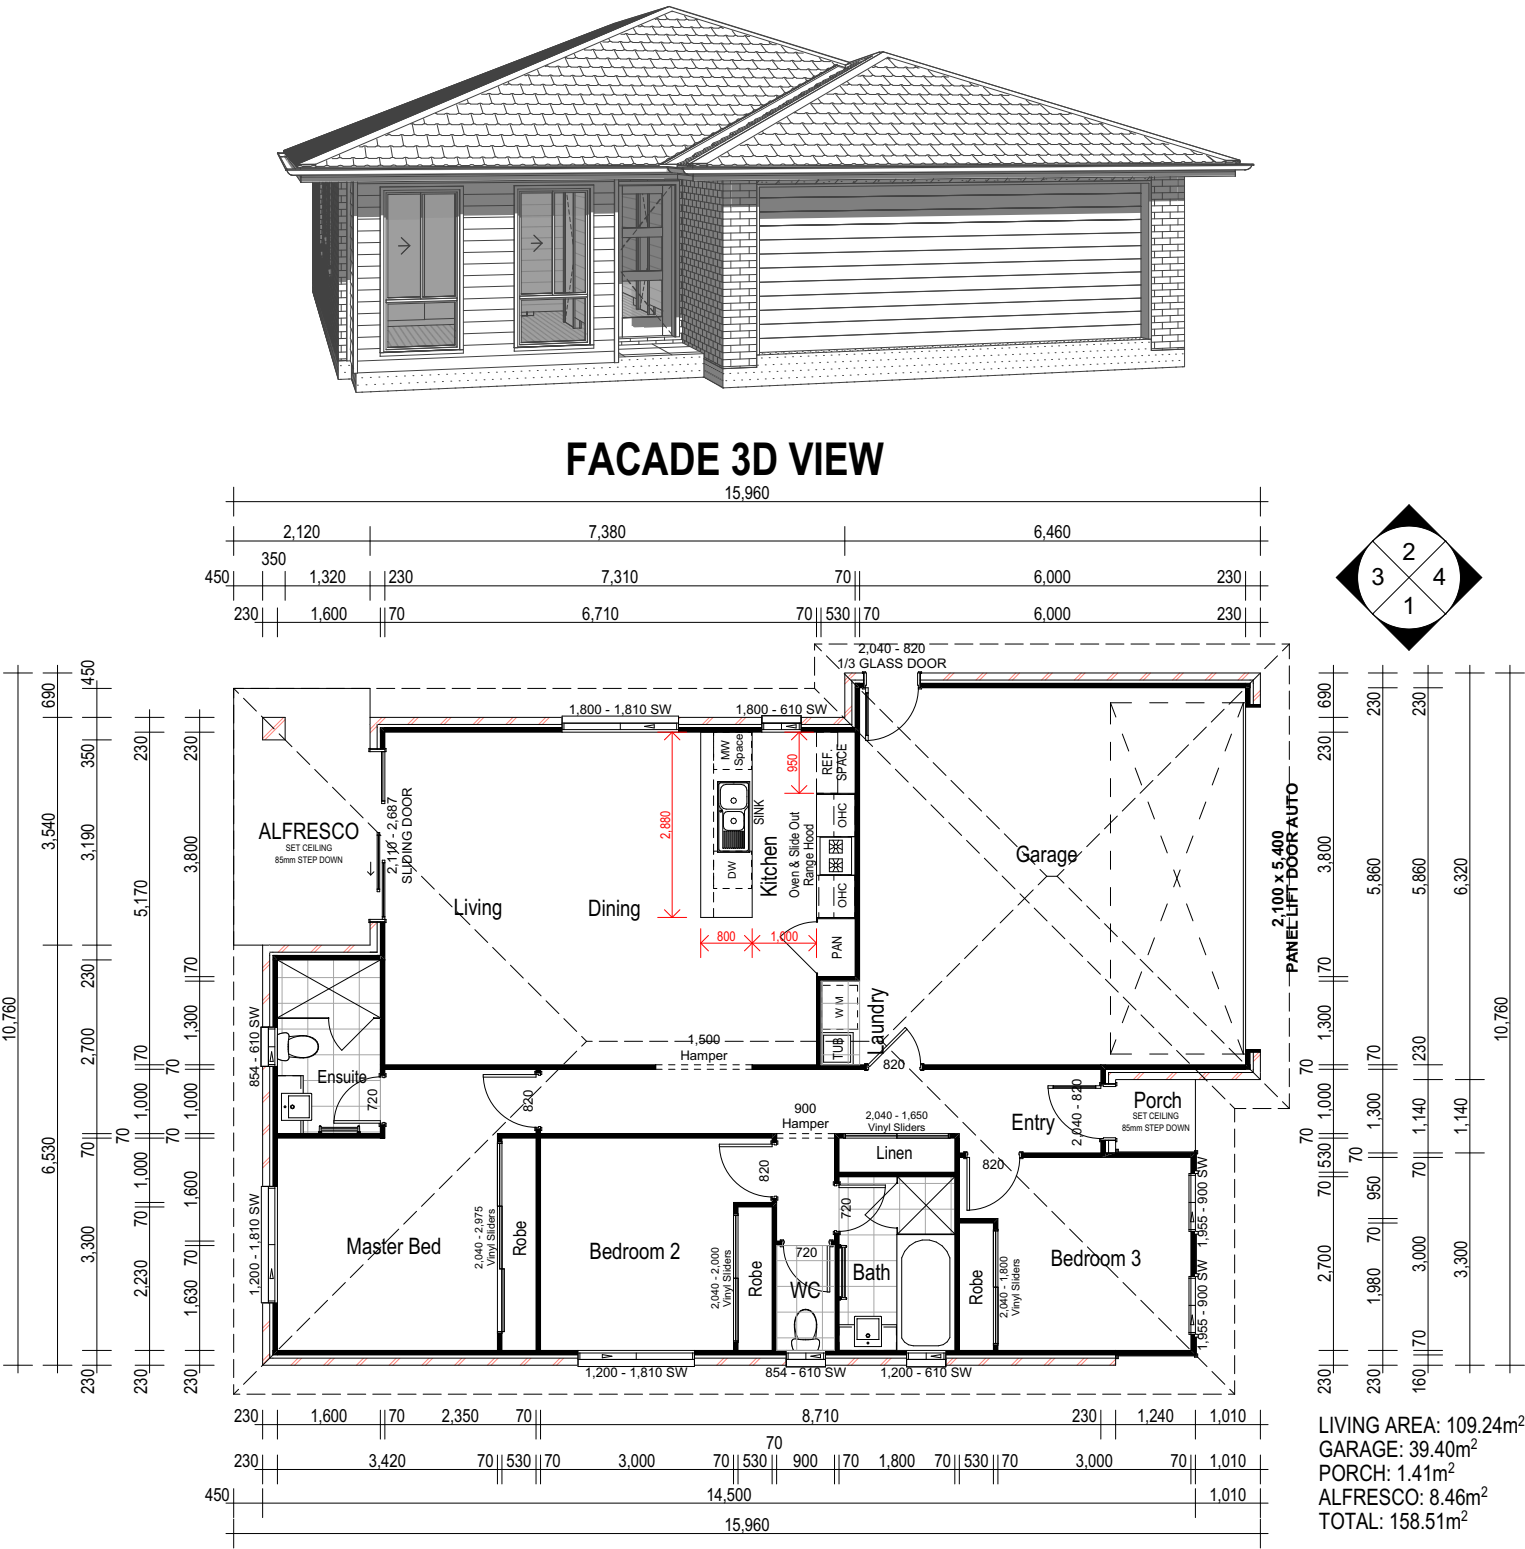 FACADE 3D VIEW
15,960
2,120 7,380 6,460
350
450 1,320 230 7,310 70 6,000 230
230 1,600 70 6,710 70 530 70 6,000 230
2
3 4
1
2,040 - 820
1/3 GLASS DOOR
1,800 - 1,810 SW
1,800 - 610 SW
MW
Space
REF.
SPACE
950
2,880
SINK
OHC
Kitchen
Oven & Slide Out
Range Hood
DW
OHC
800
1,000
PAN
ALFRESCO
SET CEILING
85mm STEP DOWN
2,110 - 2,687
SLIDING DOOR
Living
Dining
Garage
2,100 x 5,400
PANEL LIFT DOOR AUTO
W M
TUB
Laundry
1,500
Hamper
820
854 - 610 SW
Ensuite
720
820
900
Hamper
2,040 - 1,650
Vinyl Sliders
Linen
Entry
2,040 - 820
Porch
SET CEILING
85mm STEP DOWN
820
820
720
1,200 - 1,810 SW
Master Bed
2,040 - 2,975
Vinyl Sliders
Robe
Bedroom 2
2,040 - 2,000
Vinyl Sliders
Robe
720
WC
Bath
Robe
2,040 - 1,800
Vinyl Sliders
Bedroom 3
1,955 - 900 SW
1,955 - 900 SW
1,200 - 1,810 SW
854 - 610 SW
1,200 - 610 SW
10,760
690 3,540 6,530
450 350 3,190 230 2,700 70 3,300 230
230 5,170 70 1,000 70 1,000 70 2,230 230
230 3,800 70 1,300 70 1,000 70 1,600 70 1,630 230
690 230 3,800 70 1,300 70 1,000 70 530 70 2,700 230
230 5,860 70 1,300 70 950 70 1,980 230
230 5,860 230 1,140 70 3,000 70 160
6,320 1,140 3,300
10,760
230 1,600 70 2,350 70 8,710 230 1,240 1,010
70
230 3,420 70 530 70 3,000 70 530 900 70 1,800 70 530 70 3,000 70 1,010
450 14,500 1,010
15,960
LIVING AREA: 109.24m²
GARAGE: 39.40m²
PORCH: 1.41m²
ALFRESCO: 8.46m²
TOTAL: 158.51m²